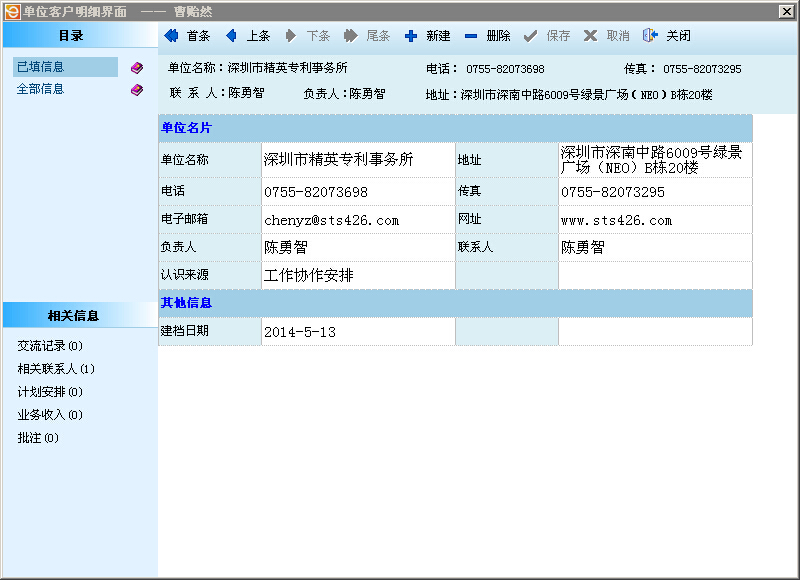 单位客户明细界面 —— 曹贻然
目录
首条 上条 下条 尾条 新建 删除 保存 取消 关闭
已填信息
全部信息
单位名称：深圳市精英专利事务所 电话： 0755-82073698 传真： 0755-82073295
联 系 人：陈勇智 负责人：陈勇智 地址：深圳市深南中路6009号绿景广场（NEO）B栋20楼
单位名片
单位名称 深圳市精英专利事务所 地址 深圳市深南中路6009号绿景
广场（NEO）B栋20楼
电话 0755-82073698 传真 0755-82073295
电子邮箱 chenyz@sts426.com 网址 www.sts426.com
负责人 陈勇智 联系人 陈勇智
认识来源 工作协作安排
其他信息
建档日期 2014-5-13
相关信息
交流记录(0)
相关联系人(1)
计划安排(0)
业务收入(0)
批注(0)